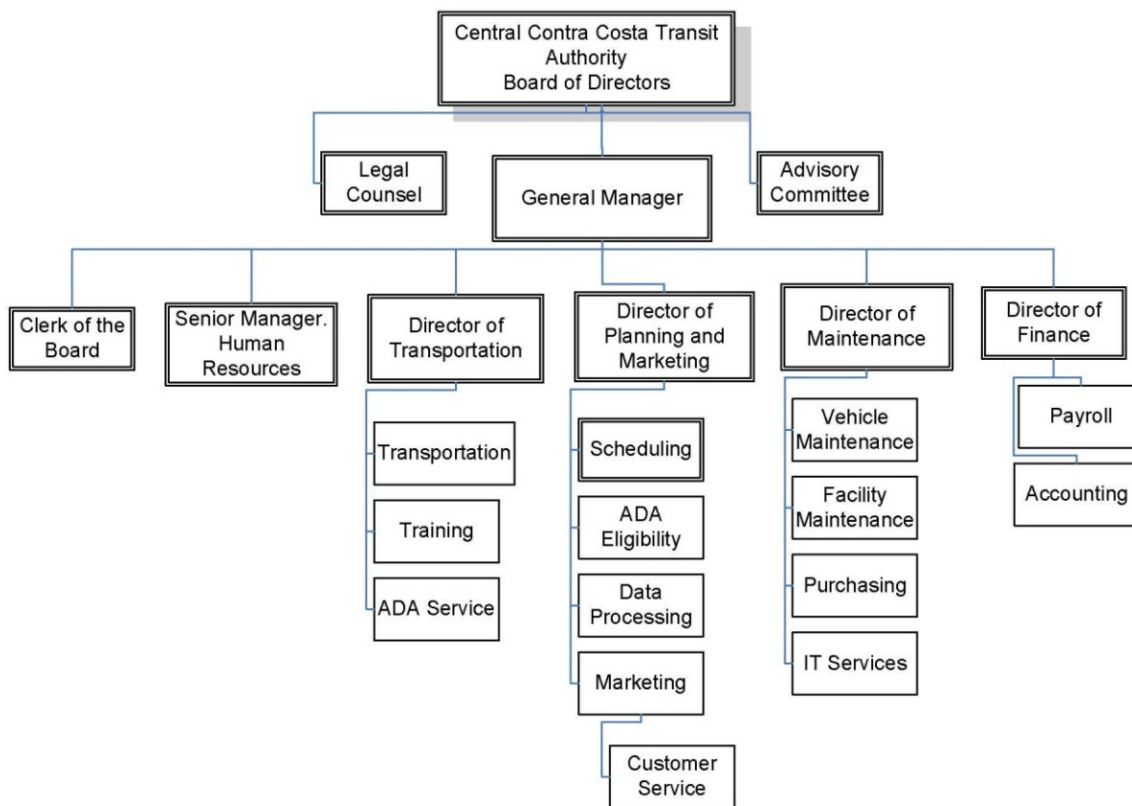 Central Contra Costa Transit
Authority
Board of Directors
Legal
Counsel
General Manager
Advisory
Committee
Clerk of the
Board
Senior Manager.
Human
Resources
Director of
Transportation
Director of
Planning and
Marketing
Director of
Maintenance
Director of
Finance
Transportation
Training
ADA Service
Scheduling
ADA
Eligibility
Data
Processing
Marketing
Customer
Service
Vehicle
Maintenance
Facility
Maintenance
Purchasing
IT Services
Payroll
Accounting